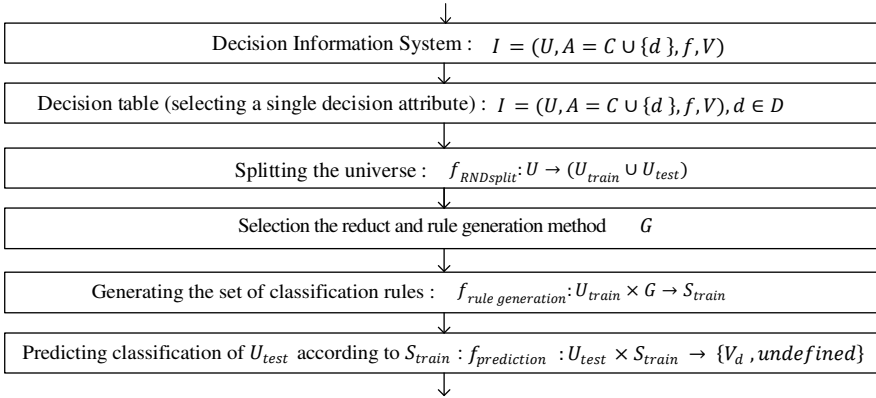 Decision Information System : I = (U, A = C ∪ {d }, f, V)
Decision table (selecting a single decision attribute) : I = (U, A = C ∪ {d }, f, V), d ∈ D
Splitting the universe : f_RNDsplit: U → (U_train ∪ U_test)
Selection the reduct and rule generation method G
Generating the set of classification rules : f_rule generation: U_train × G → S_train
Predicting classification of U_test according to S_train : f_prediction : U_test × S_train → {V_d , undefined}